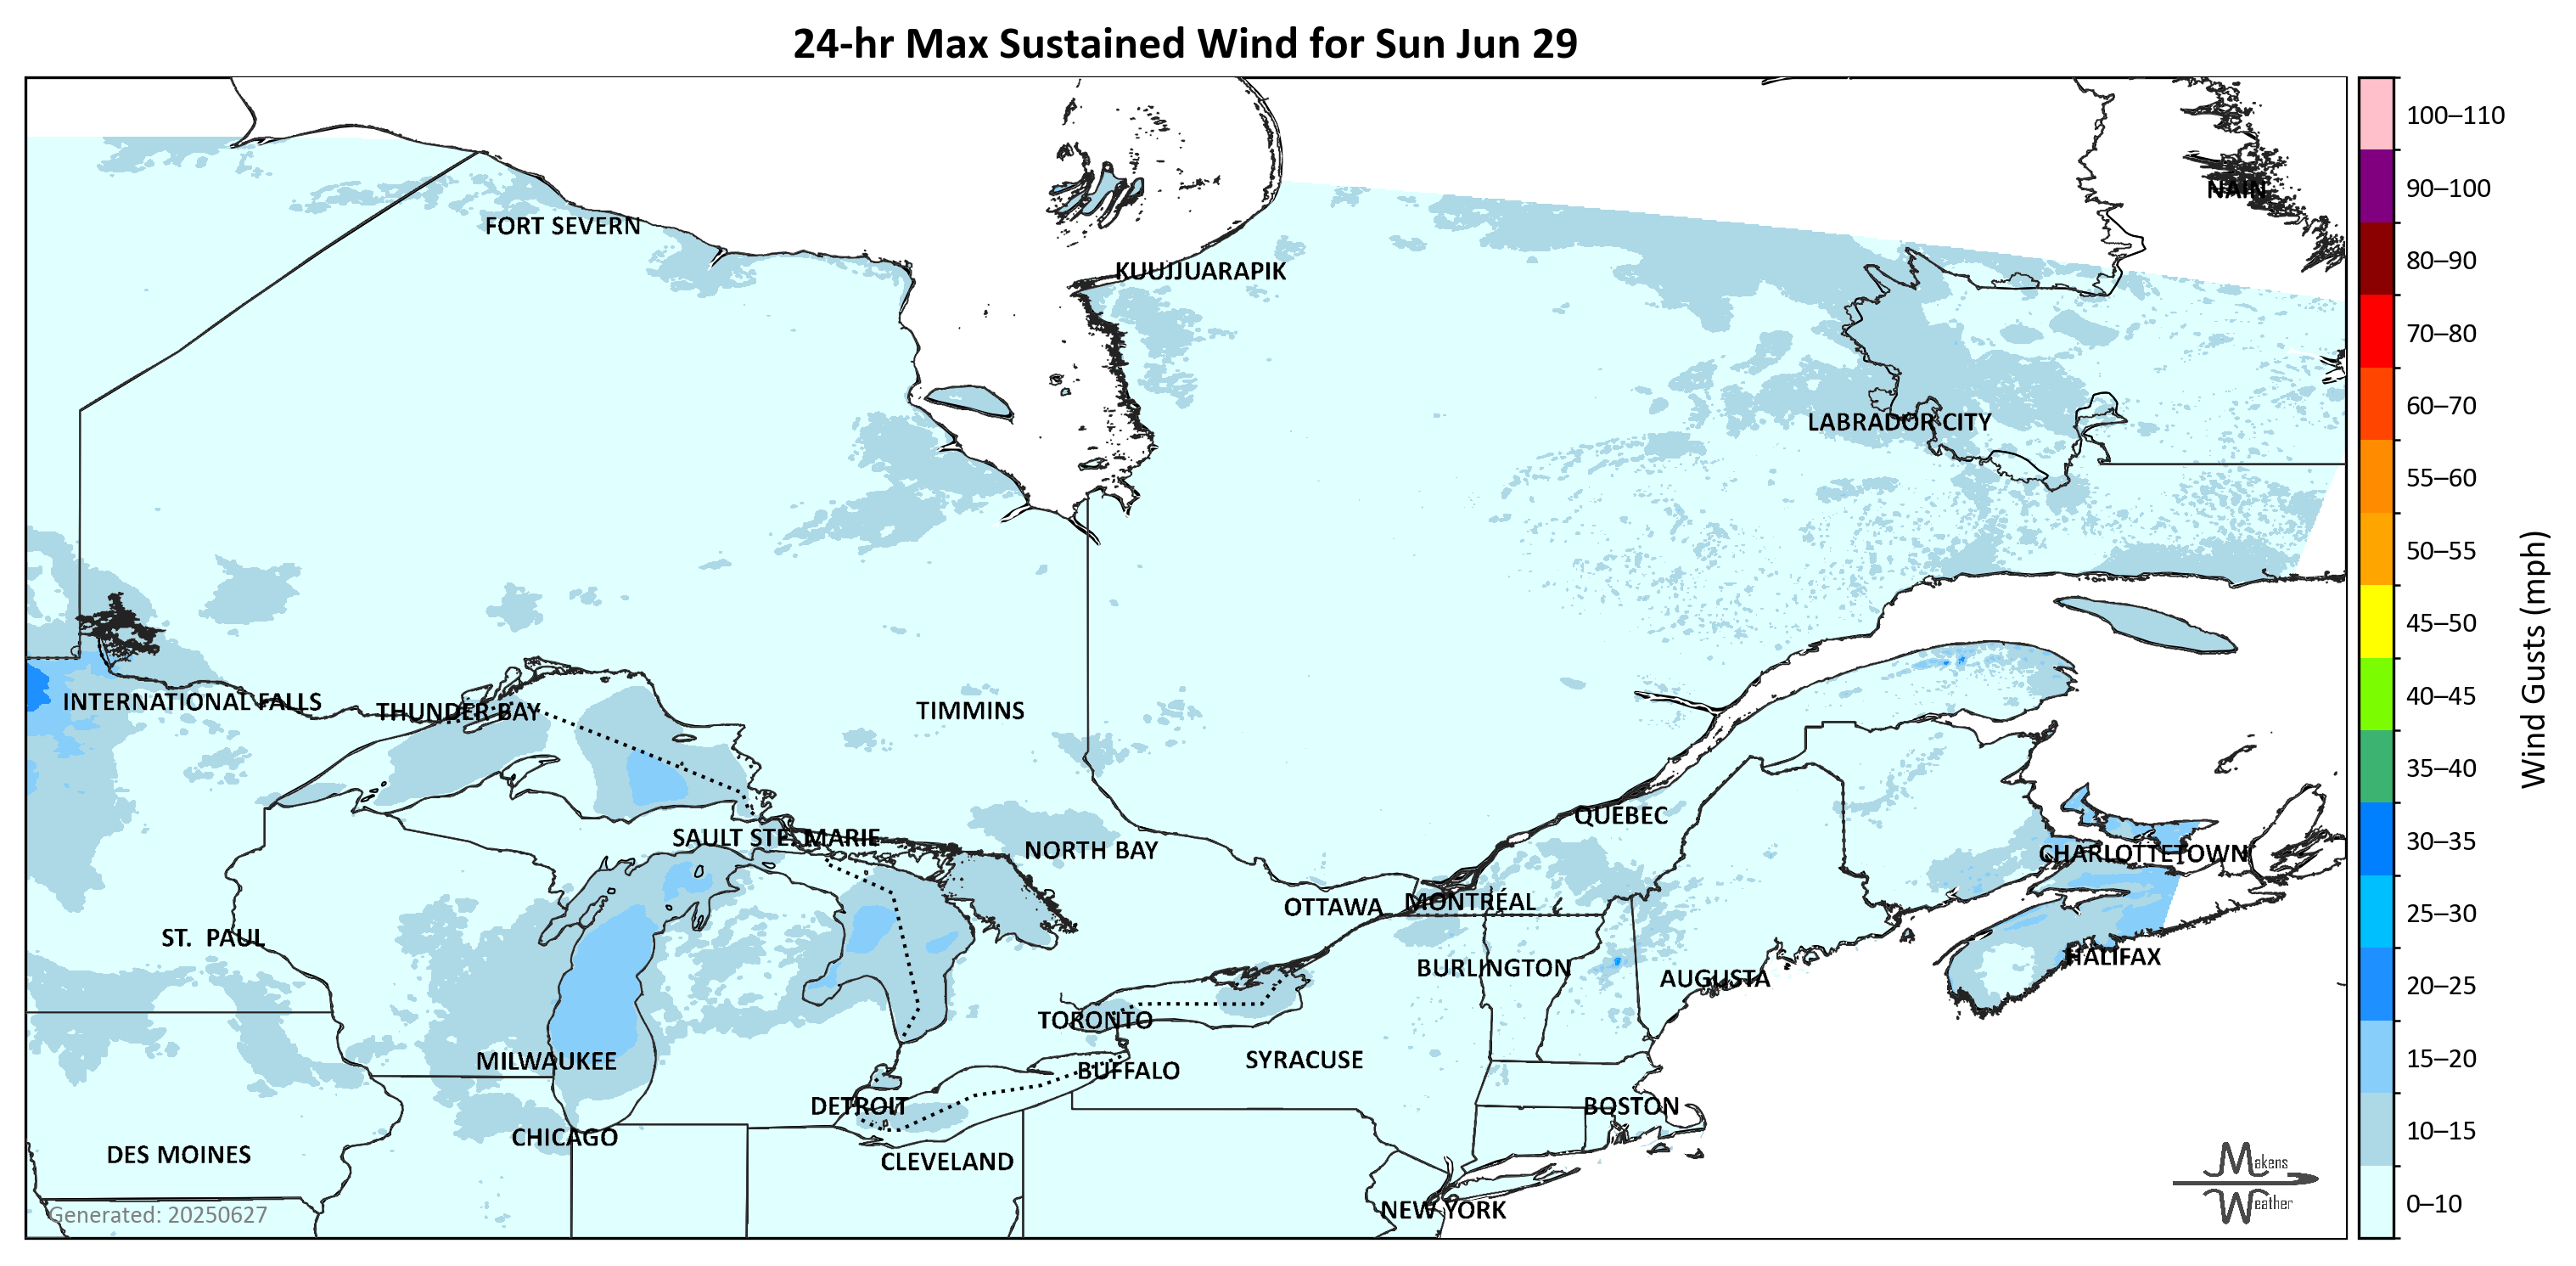 24-hr Max Sustained Wind for Sun Jun 29
100–110
90–100
NAIN
FORT SEVERN
80–90
KUUJJUARAPIK
70–80
60–70
LABRADOR CITY
55–60
50–55
45–50
Wind Gusts (mph)
40–45
INTERNATIONAL FALLS
THUNDER BAY
TIMMINS
35–40
QUEBEC
SAULT STE. MARIE
30–35
NORTH BAY
CHARLOTTETOWN
OTTAWA
MONTRÉAL
25–30
ST. PAUL
HALIFAX
BURLINGTON
AUGUSTA
20–25
TORONTO
MILWAUKEE
SYRACUSE
15–20
BUFFALO
DETROIT
BOSTON
CHICAGO
10–15
DES MOINES
CLEVELAND
Makens
Weather
0–10
NEW YORK
Generated: 20250627